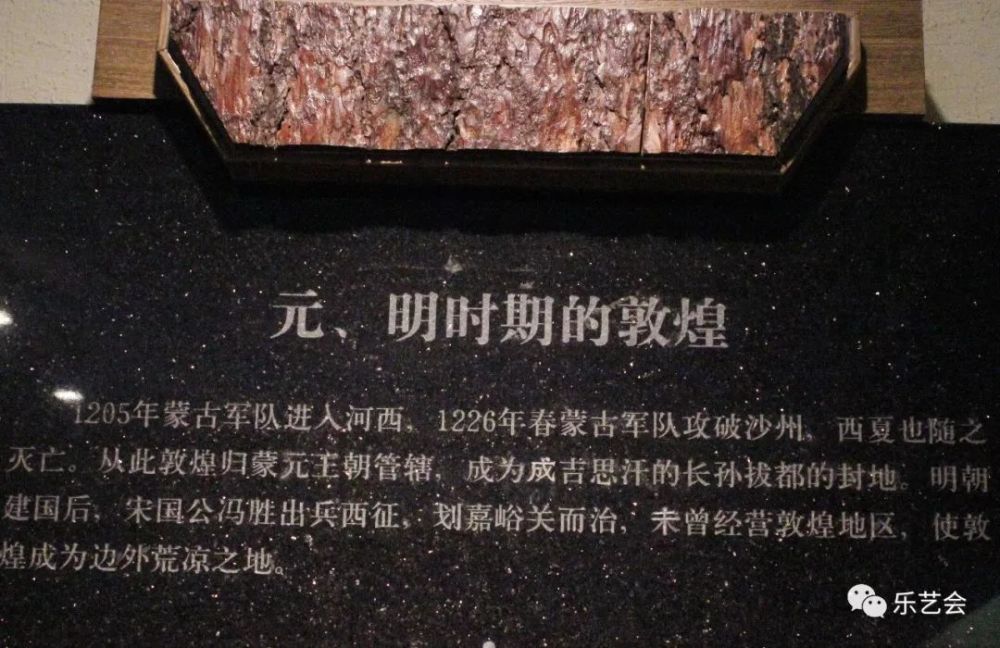 元、明时期的敦煌
1205年蒙古军队进入河西，1226年春蒙古军队攻破沙州，西夏也随之
灭亡。从此敦煌归蒙元王朝管辖，成为成吉思汗的长孙拔都的封地。明朝
建国后，宋国公冯胜出兵西征，划嘉峪关而治，未曾经营敦煌地区，使敦
煌成为边外荒凉之地。
乐艺会